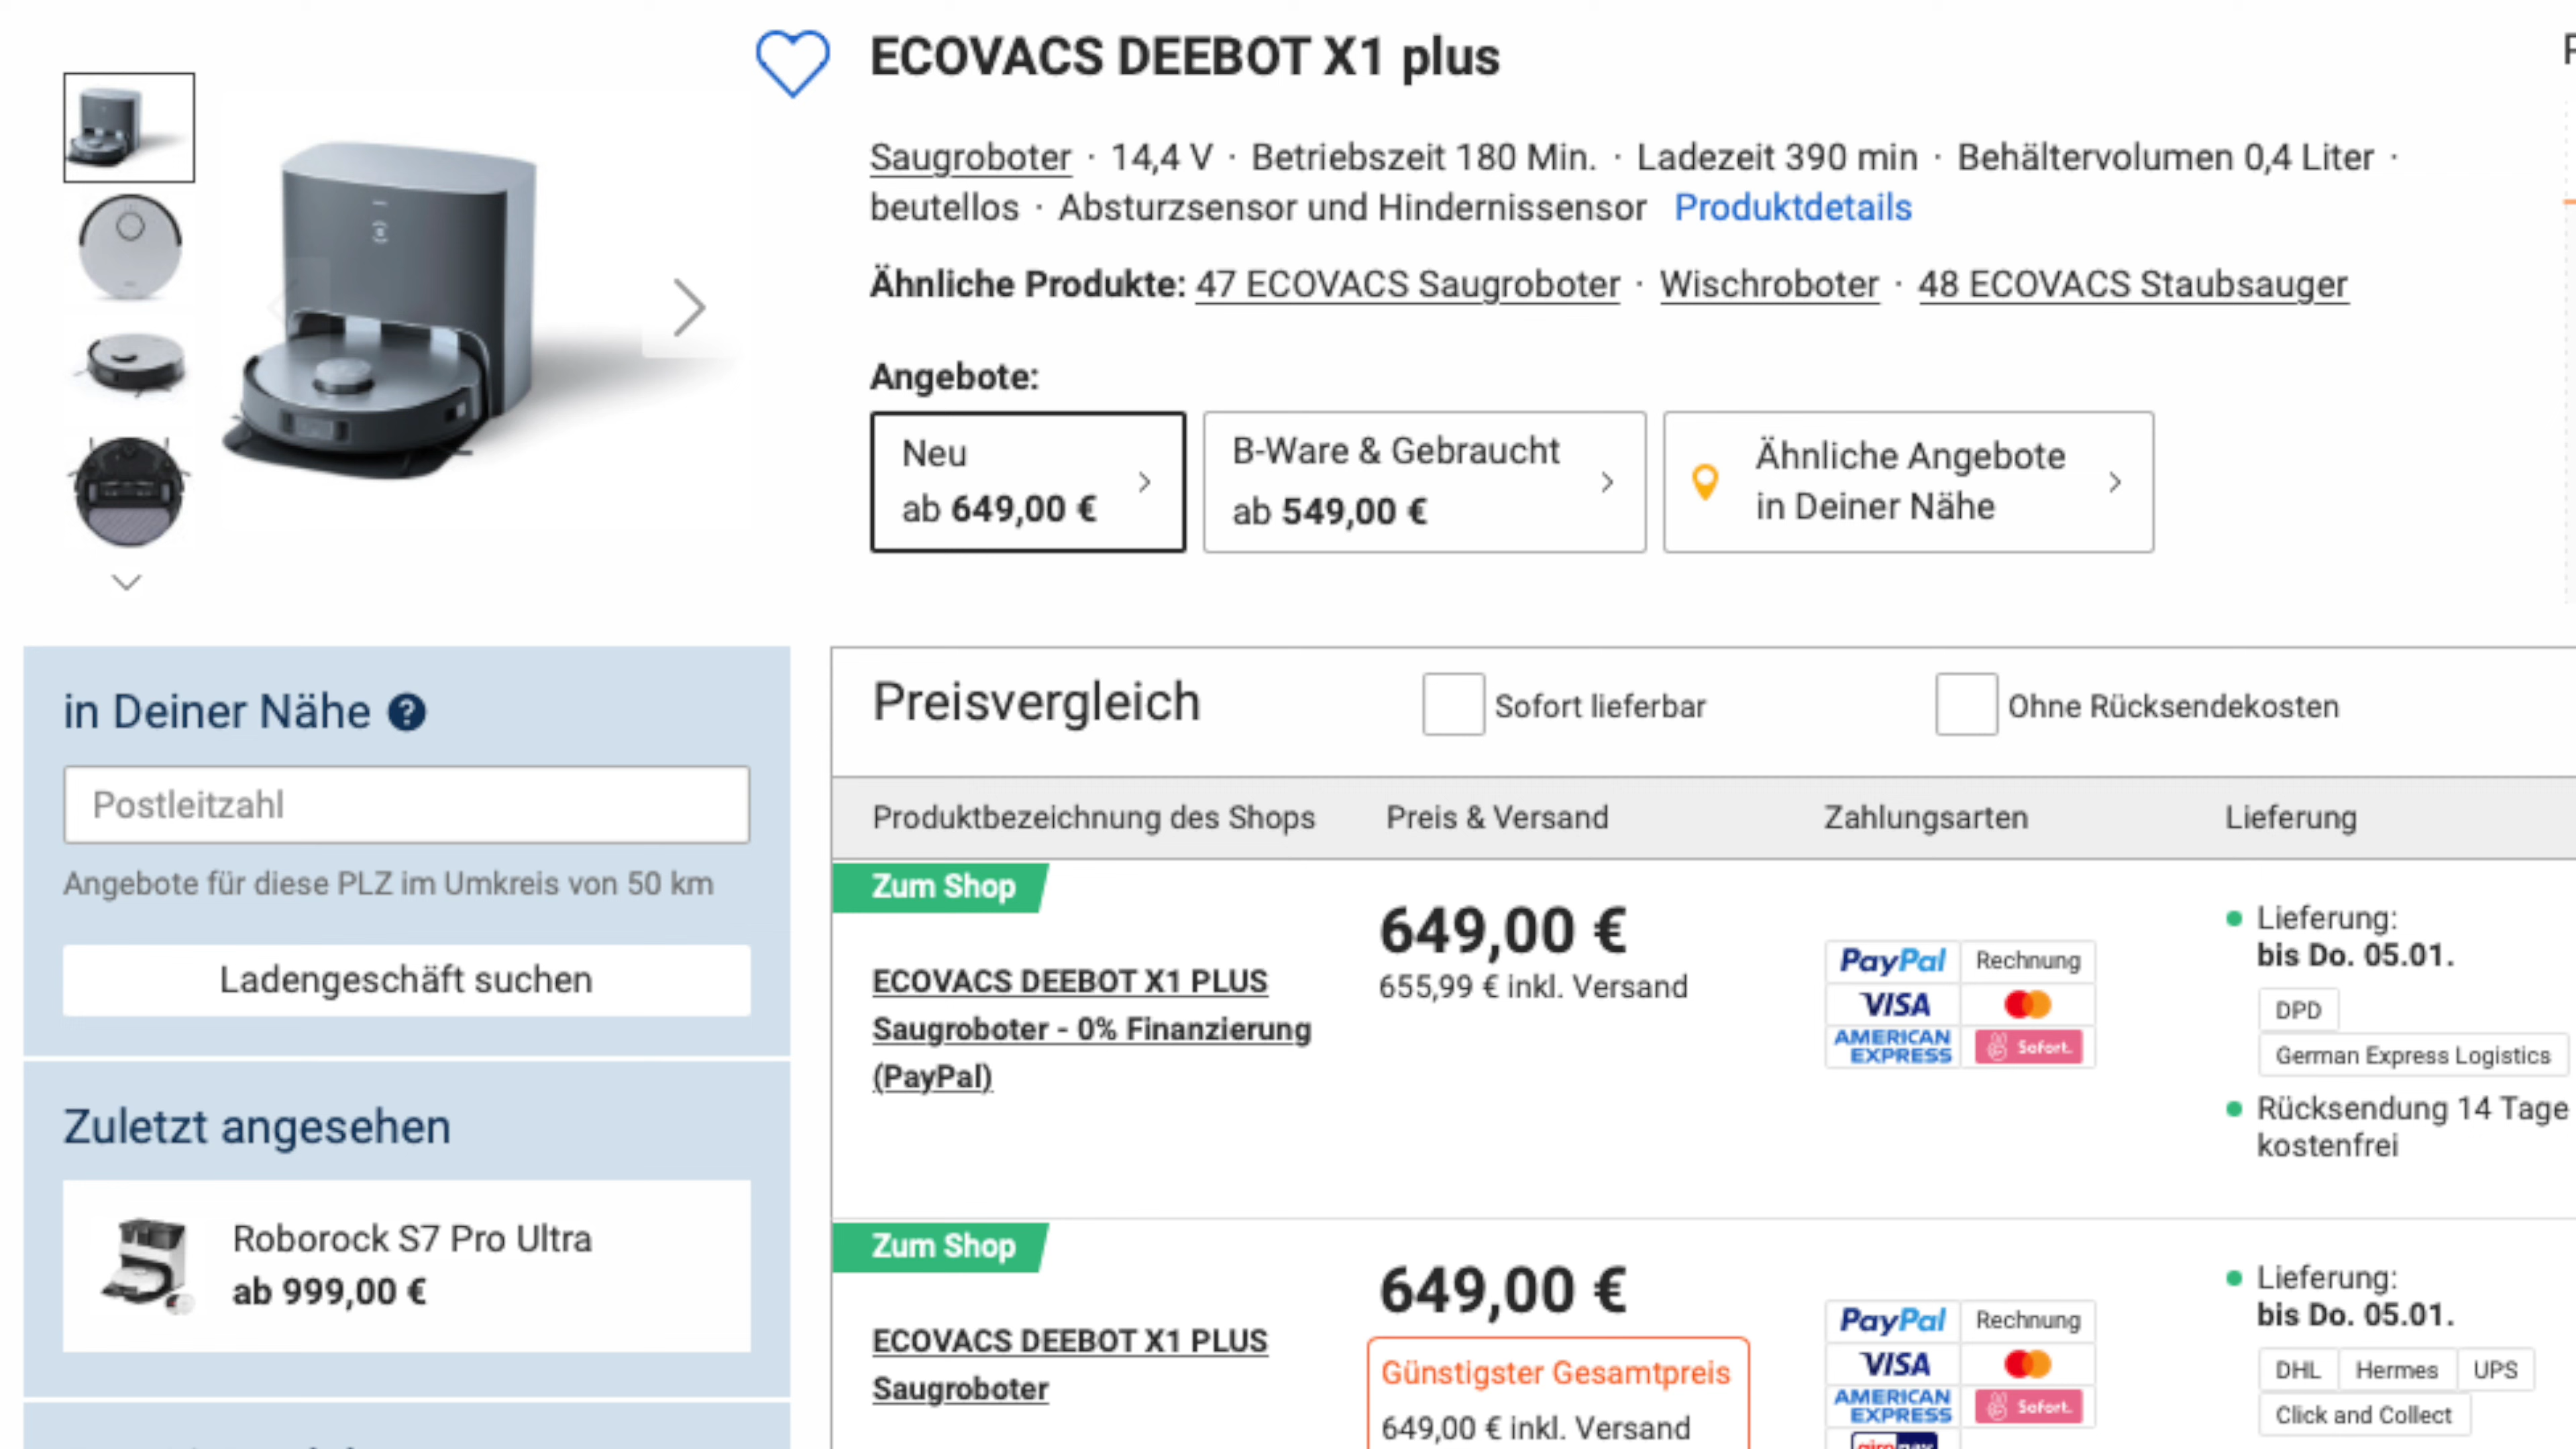 ECOVACS DEEBOT X1 plus
Saugroboter · 14,4 V · Betriebszeit 180 Min. · Ladezeit 390 min · Behältervolumen 0,4 Liter ·
beutellos · Absturzsensor und Hindernissensor Produktdetails
Ähnliche Produkte: 47 ECOVACS Saugroboter · Wischroboter · 48 ECOVACS Staubsauger
Angebote:
Neu
ab 649,00 €
B-Ware & Gebraucht
ab 549,00 €
Ähnliche Angebote
in Deiner Nähe
in Deiner Nähe ?
Postleitzahl
Angebote für diese PLZ im Umkreis von 50 km
Ladengeschäft suchen
Zuletzt angesehen
Roborock S7 Pro Ultra
ab 999,00 €
Preisvergleich
Sofort lieferbar
Ohne Rücksendekosten
Produktbezeichnung des Shops
Preis & Versand
Zahlungsarten
Lieferung
Zum Shop
ECOVACS DEEBOT X1 PLUS
Saugroboter - 0% Finanzierung
(PayPal)
649,00 €
655,99 € inkl. Versand
PayPal
Rechnung
VISA
AMERICAN
EXPRESS
Sofort.
Lieferung:
bis Do. 05.01.
DPD
German Express Logistics
Rücksendung 14 Tage
kostenfrei
Zum Shop
ECOVACS DEEBOT X1 PLUS
Saugroboter
649,00 €
Günstigster Gesamtpreis
649,00 € inkl. Versand
PayPal
Rechnung
VISA
AMERICAN
EXPRESS
Sofort.
Lieferung:
bis Do. 05.01.
DHL
Hermes
UPS
Click and Collect